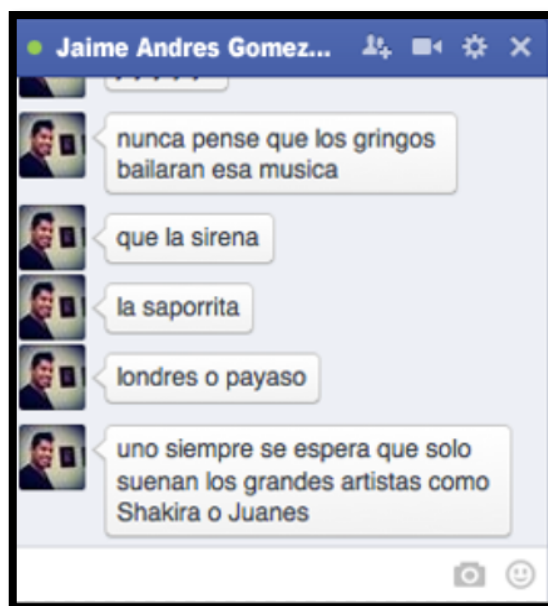 Jaime Andres Gomez...
nunca pense que los gringos
bailaran esa musica
que la sirena
la saporrita
londres o payaso
uno siempre se espera que solo
suenan los grandes artistas como
Shakira o Juanes